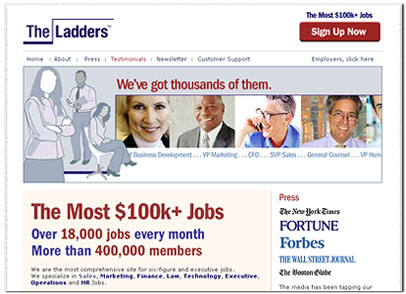 The Ladders™
The Most $100k+ Jobs
Sign Up Now
Home | About | Press | Testimonials | Newsletter | Customer Support
Employers, click here
We've got thousands of them.
of Business Development . . . VP Marketing . . . CFO . . . SVP Sales . . . General Counsel . . . VP Hum
The Most $100k+ Jobs
Over 18,000 jobs every month
More than 400,000 members
We are the most comprehensive site for six-figure and executive jobs.
We specialize in Sales, Marketing, Finance, Law, Technology, Executive,
Operations and HR Jobs.
Press
The New York Times
FORTUNE
Forbes
THE WALL STREET JOURNAL
The Boston Globe
The media has been tapping our